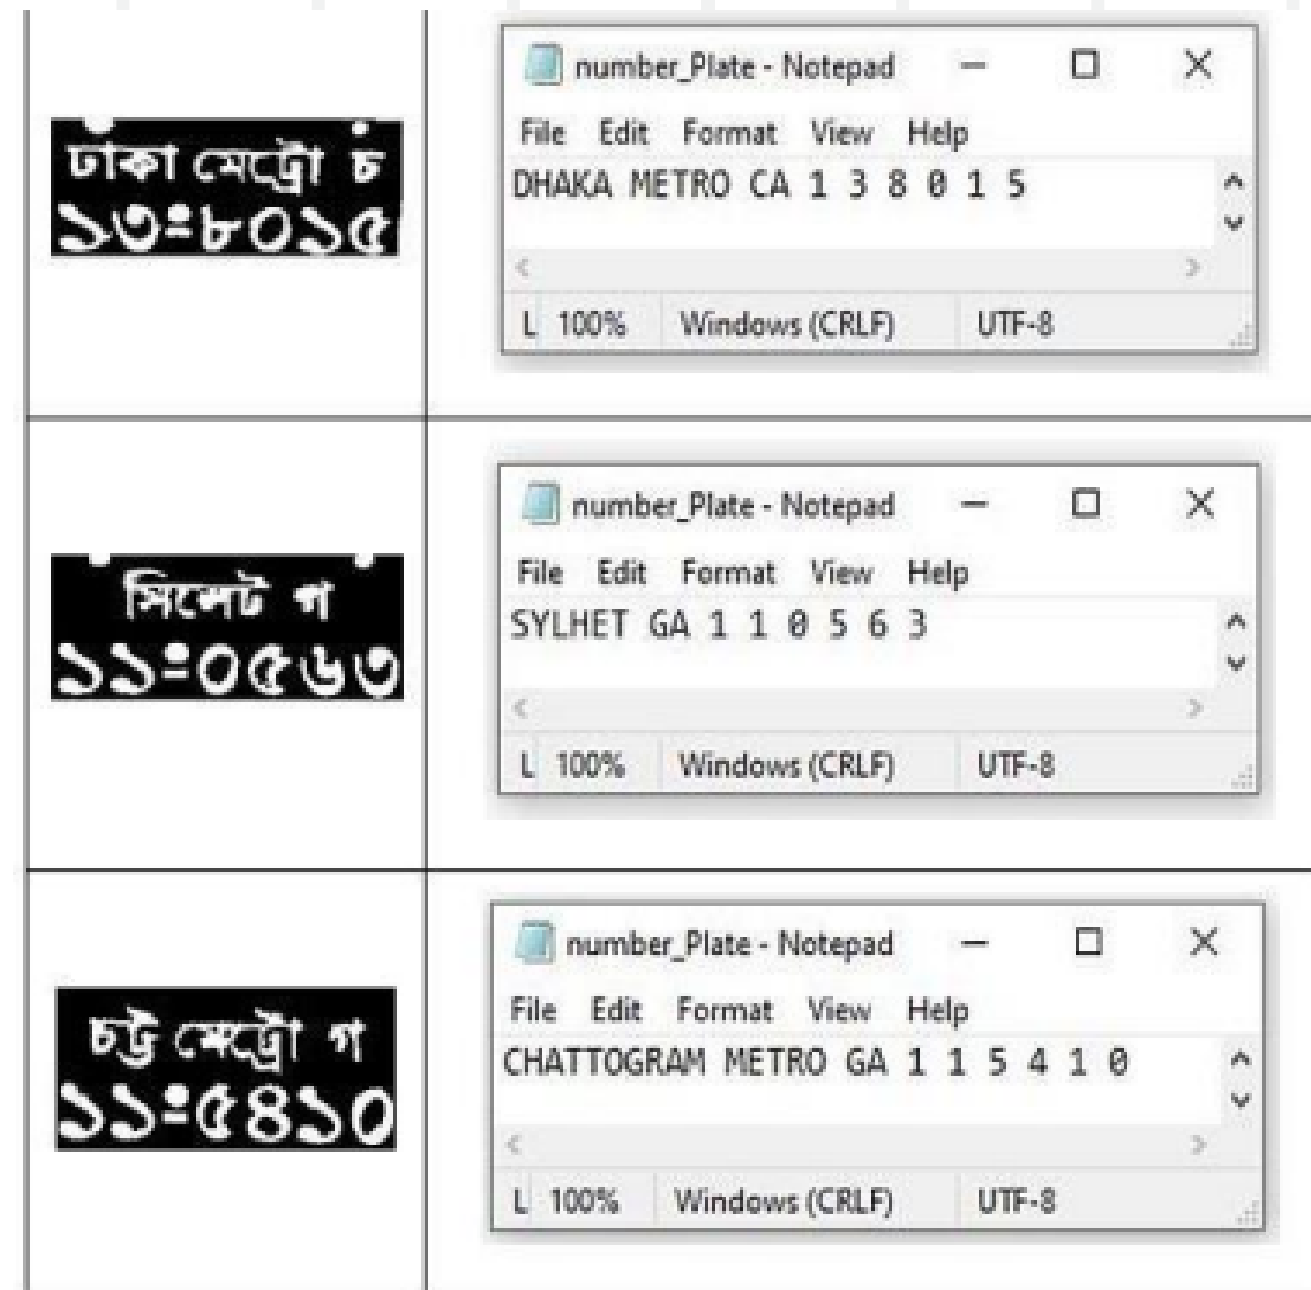 ঢাকা মেট্রো চ
১৩-৮০১৫
number_Plate - Notepad
File Edit Format View Help
DHAKA METRO CA 1 3 8 0 1 5
L 100% Windows (CRLF) UTF-8
সিলেট গ
১১-০৫৬৩
number_Plate - Notepad
File Edit Format View Help
SYLHET GA 1 1 0 5 6 3
L 100% Windows (CRLF) UTF-8
চট্ট মেট্রো গ
১১-৫৪১০
number_Plate - Notepad
File Edit Format View Help
CHATTOGRAM METRO GA 1 1 5 4 1 0
L 100% Windows (CRLF) UTF-8